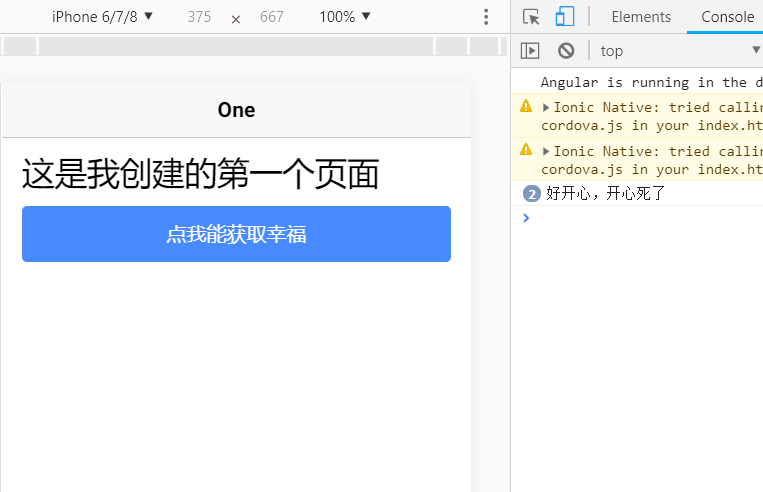 iPhone 6/7/8 ▼ 375 × 667 100% ▼
Elements Console
top ▼
One
这是我创建的第一个页面
点我能获取幸福
Angular is running in the d
Ionic Native: tried callin
cordova.js in your index.ht
Ionic Native: tried callin
cordova.js in your index.ht
2 好开心，开心死了